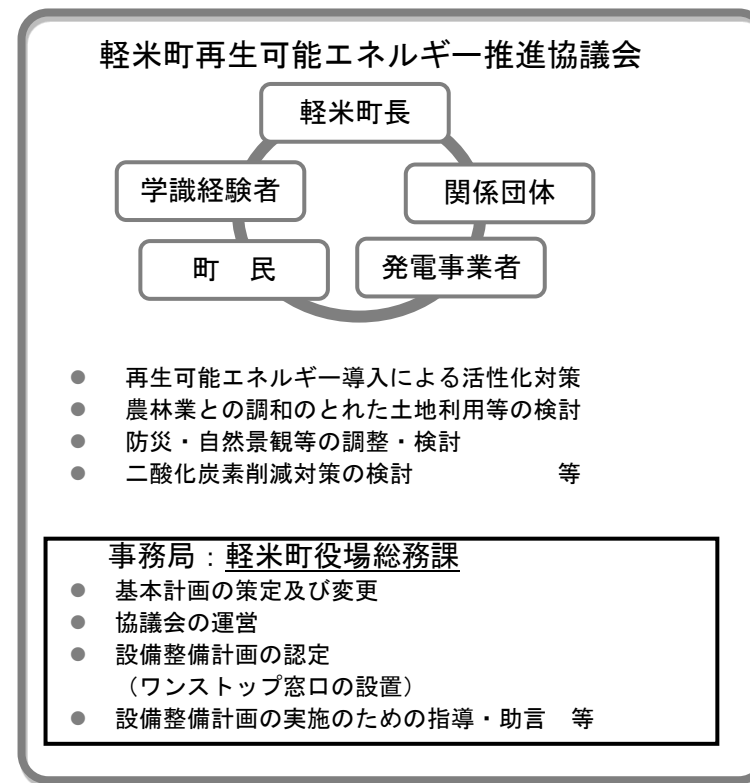 軽米町再生可能エネルギー推進協議会
軽米町長
学識経験者
関係団体
町　民
発電事業者
● 再生可能エネルギー導入による活性化対策
● 農林業との調和のとれた土地利用等の検討
● 防災・自然景観等の調整・検討
● 二酸化炭素削減対策の検討　　　　　　等
事務局：軽米町役場総務課
● 基本計画の策定及び変更
● 協議会の運営
● 設備整備計画の認定
（ワンストップ窓口の設置）
● 設備整備計画の実施のための指導・助言　等